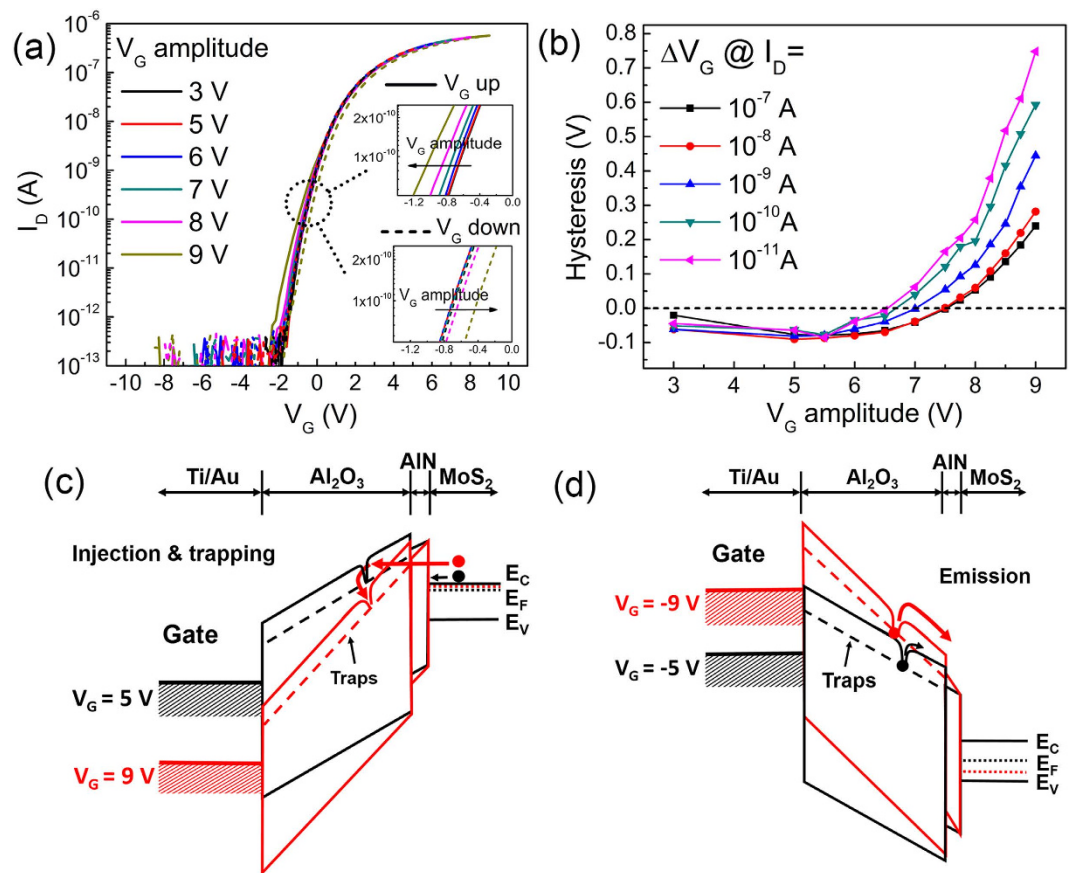 (a)
V_G amplitude
3 V
5 V
6 V
7 V
8 V
9 V
I_D (A)
10⁻⁶
10⁻⁷
10⁻⁸
10⁻⁹
10⁻¹⁰
10⁻¹¹
10⁻¹²
10⁻¹³
-10 -8 -6 -4 -2 0 2 4 6 8 10
V_G (V)
V_G up
2x10⁻¹⁰
1x10⁻¹⁰
V_G amplitude
-1.2 -0.8 -0.4 0.0
V_G down
2x10⁻¹⁰
1x10⁻¹⁰
V_G amplitude
-1.2 -0.8 -0.4 0.0
(b)
ΔV_G @ I_D=
10⁻⁷ A
10⁻⁸ A
10⁻⁹ A
10⁻¹⁰A
10⁻¹¹A
Hysteresis (V)
0.8
0.7
0.6
0.5
0.4
0.3
0.2
0.1
0.0
-0.1
3 4 5 6 7 8 9
V_G amplitude (V)
(c)
Ti/Au Al₂O₃ AlN MoS₂
Injection & trapping
E_C
E_F
E_V
Gate
Traps
V_G = 5 V
V_G = 9 V
(d)
Ti/Au Al₂O₃ AlN MoS₂
Gate
Emission
V_G = -9 V
V_G = -5 V
Traps
E_C
E_F
E_V